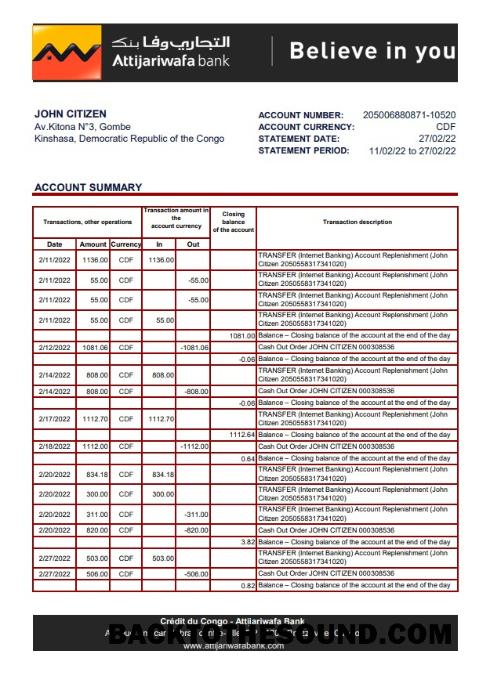 التجاري وفا بنك
Attijariwafa bank
Believe in you
JOHN CITIZEN
Av.Kitona N°3, Gombe
Kinshasa, Democratic Republic of the Congo
ACCOUNT NUMBER: 205006880871-10520
ACCOUNT CURRENCY: CDF
STATEMENT DATE: 27/02/22
STATEMENT PERIOD: 11/02/22 to 27/02/22
ACCOUNT SUMMARY
Transactions, other operations
Transaction amount in
the
account currency
Closing
balance
of the account
Transaction description
Date Amount Currency In Out
2/11/2022 1136.00 CDF 1136.00 TRANSFER (Internet Banking) Account Replenishment (John
Citizen 2050558317341020)
2/11/2022 55.00 CDF -55.00 TRANSFER (Internet Banking) Account Replenishment (John
Citizen 2050558317341020)
2/11/2022 55.00 CDF -55.00 TRANSFER (Internet Banking) Account Replenishment (John
Citizen 2050558317341020)
2/11/2022 55.00 CDF 55.00 TRANSFER (Internet Banking) Account Replenishment (John
Citizen 2050558317341020)
1081.00 Balance – Closing balance of the account at the end of the day
2/12/2022 1081.06 CDF -1081.06 Cash Out Order JOHN CITIZEN 000308536
-0.06 Balance – Closing balance of the account at the end of the day
2/14/2022 808.00 CDF 808.00 TRANSFER (Internet Banking) Account Replenishment (John
Citizen 2050558317341020)
2/14/2022 808.00 CDF -808.00 Cash Out Order JOHN CITIZEN 000308536
-0.06 Balance – Closing balance of the account at the end of the day
2/17/2022 1112.70 CDF 1112.70 TRANSFER (Internet Banking) Account Replenishment (John
Citizen 2050558317341020)
1112.64 Balance – Closing balance of the account at the end of the day
2/18/2022 1112.00 CDF -1112.00 Cash Out Order JOHN CITIZEN 000308536
0.64 Balance – Closing balance of the account at the end of the day
2/20/2022 834.18 CDF 834.18 TRANSFER (Internet Banking) Account Replenishment (John
Citizen 2050558317341020)
2/20/2022 300.00 CDF 300.00 TRANSFER (Internet Banking) Account Replenishment (John
Citizen 2050558317341020)
2/20/2022 311.00 CDF -311.00 TRANSFER (Internet Banking) Account Replenishment (John
Citizen 2050558317341020)
2/20/2022 820.00 CDF -820.00 Cash Out Order JOHN CITIZEN 000308536
3.82 Balance – Closing balance of the account at the end of the day
2/27/2022 503.00 CDF 503.00 TRANSFER (Internet Banking) Account Replenishment (John
Citizen 2050558317341020)
2/27/2022 506.00 CDF -506.00 Cash Out Order JOHN CITIZEN 000308536
0.82 Balance – Closing balance of the account at the end of the day
Crédit du Congo - Attijariwafa Bank
BACKTOTHESOUND.COM
www.attijariwafabank.com